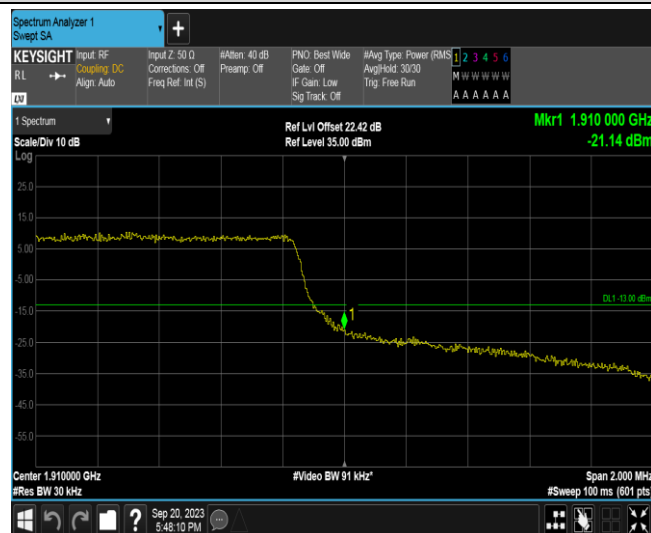 Spectrum Analyzer 1
Swept SA
+
KEYSIGHT
RL
Input: RF
Coupling: DC
Align: Auto
Input Z: 50 Ω
Corrections: Off
Freq Ref: Int (S)
#Atten: 40 dB
Preamp: Off
PNO: Best Wide
Gate: Off
IF Gain: Low
Sig Track: Off
#Avg Type: Power (RMS
Avg|Hold: 30/30
Trig: Free Run
1 2 3 4 5 6
M W W W W W
A A A A A A
1 Spectrum
Scale/Div 10 dB
Ref Lvl Offset 22.42 dB
Ref Level 35.00 dBm
Mkr1 1.910 000 GHz
-21.14 dBm
Log
25.0
15.0
5.00
-5.00
-15.0
-25.0
-35.0
-45.0
-55.0
DL1 -13.00 dBm
1
Center 1.91000 GHz
#Res BW 30 kHz
#Video BW 91 kHz*
Span 2.000 MHz
#Sweep 100 ms (601 pts)
?
Sep 20, 2023
5:48:10 PM